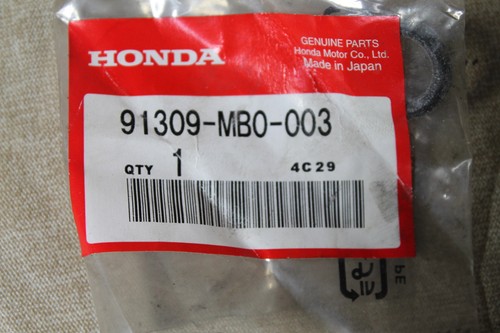 HONDA
GENUINE PARTS
Honda Motor Co., Ltd.
Made in Japan
91309-MB0-003
QTY 1 4C29